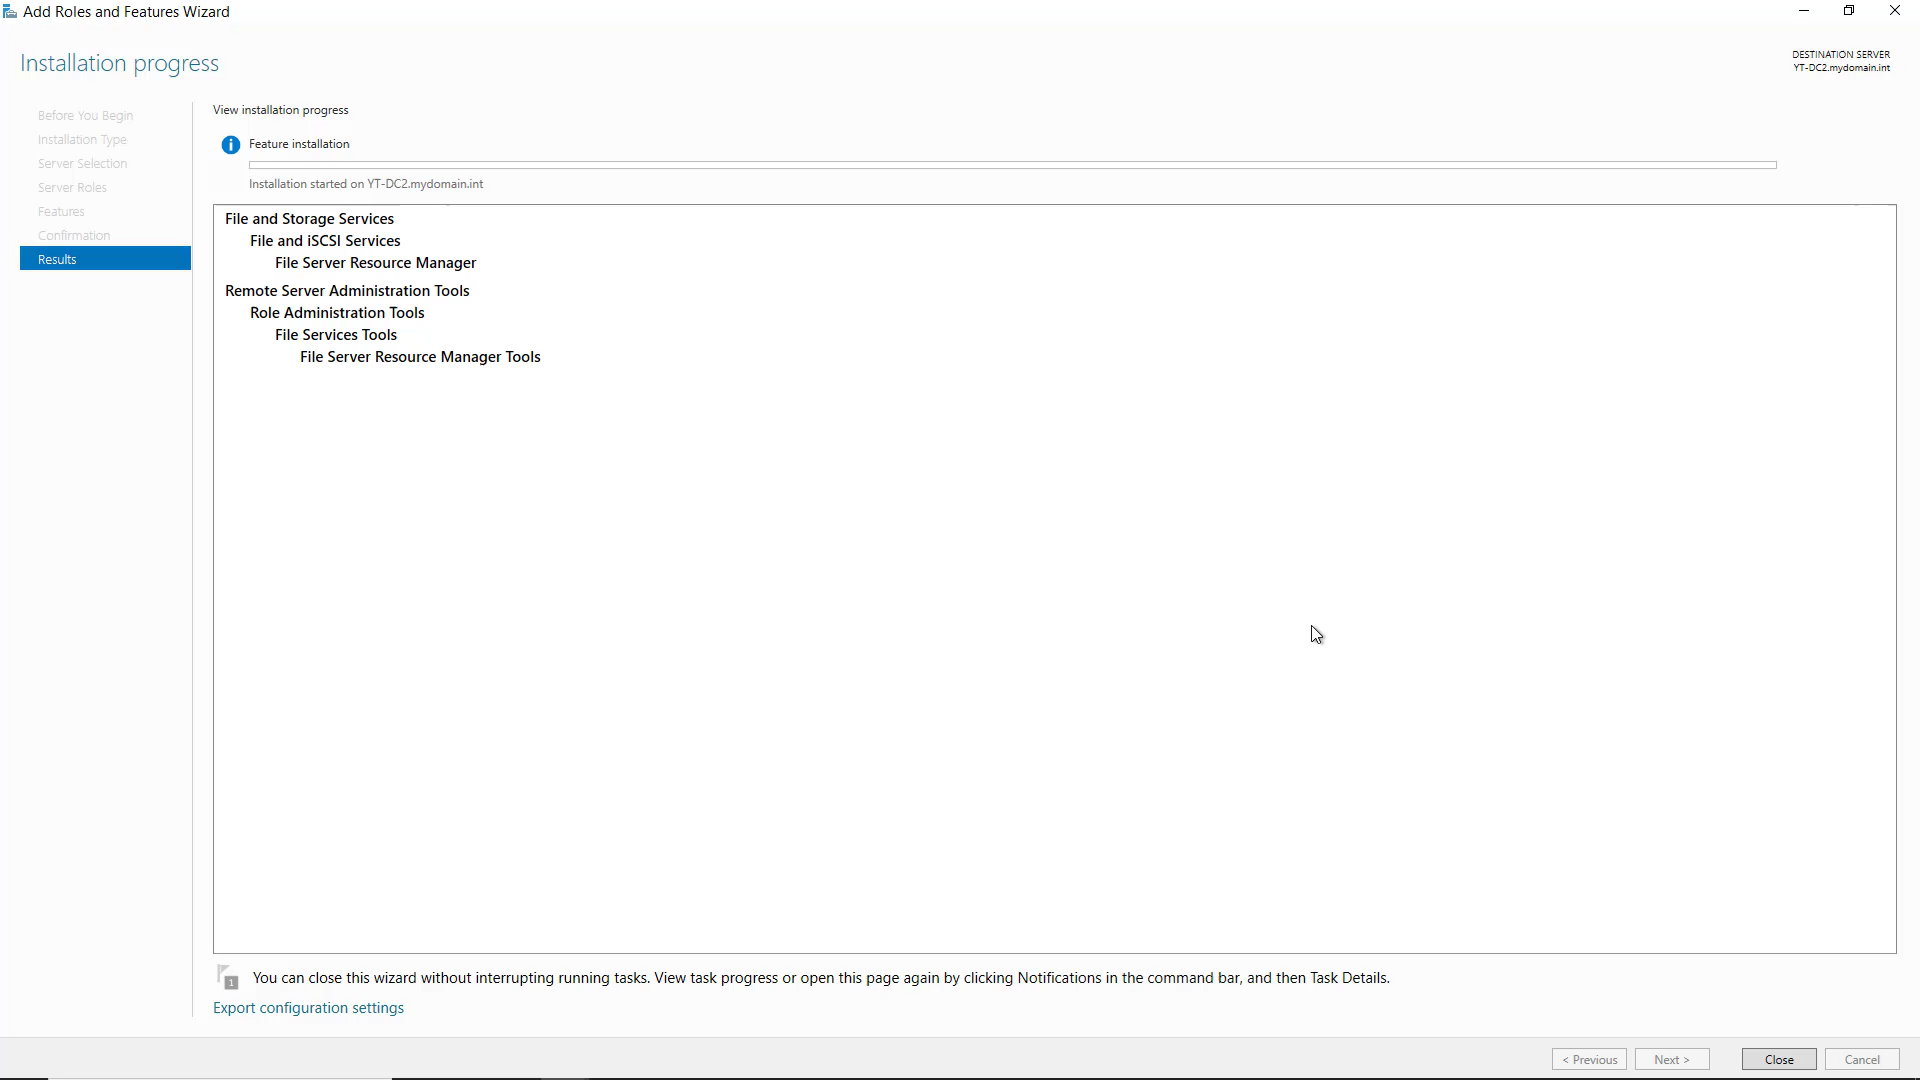 Add Roles and Features Wizard
Installation progress
DESTINATION SERVER
YT-DC2.mydomain.int
Before You Begin
Installation Type
Server Selection
Server Roles
Features
Confirmation
Results
View installation progress
Feature installation
Installation started on YT-DC2.mydomain.int
File and Storage Services
File and iSCSI Services
File Server Resource Manager
Remote Server Administration Tools
Role Administration Tools
File Services Tools
File Server Resource Manager Tools
1
You can close this wizard without interrupting running tasks. View task progress or open this page again by clicking Notifications in the command bar, and then Task Details.
Export configuration settings
< Previous
Next >
Close
Cancel